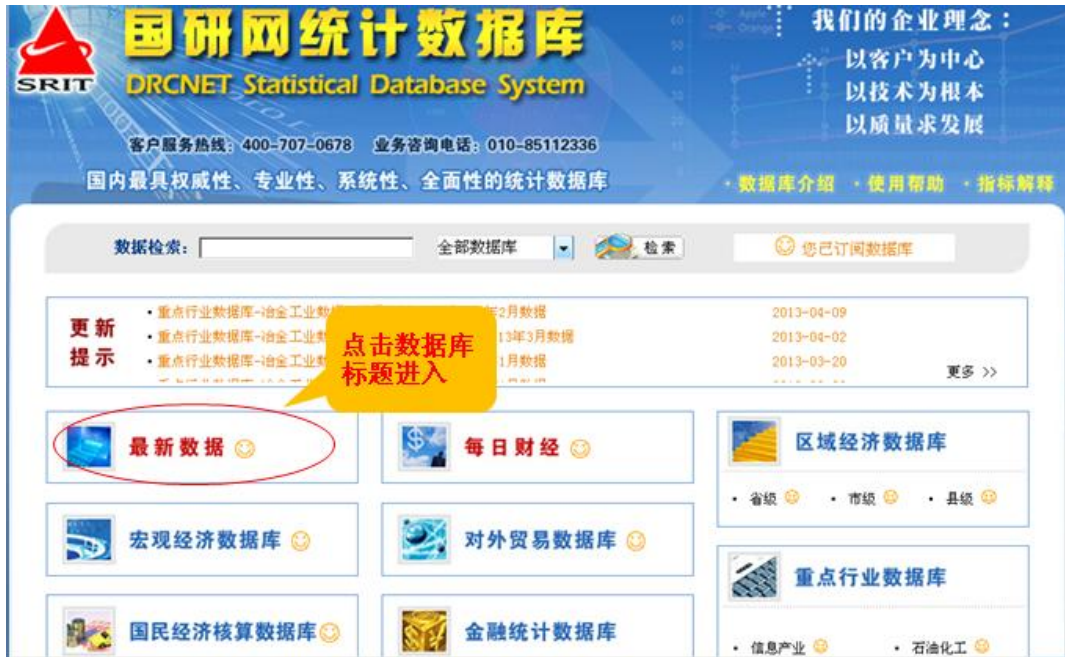 国研网统计数据库
SRIT
DRCNET Statistical Database System
客户服务热线: 400-707-0678 业务咨询电话: 010-85112336
国内最具权威性、专业性、系统性、全面性的统计数据库
我们的企业理念:
以客户为中心
以技术为根本
以质量求发展
·数据库介绍 ·使用帮助 ·指标解释
数据检索: 全部数据库 检索 您已订阅数据库
更新
提示
·重点行业数据库-冶金工业数 年2月数据 2013-04-09
·重点行业数据库-冶金工业数 13年3月数据 2013-04-02
·重点行业数据库-冶金工业数 1月数据 2013-03-20
更多 >>
点击数据库
标题进入
最新数据
每日财经
区域经济数据库
· 省级 · 市级 · 县级
宏观经济数据库
对外贸易数据库
重点行业数据库
国民经济核算数据库
金融统计数据库
· 信息产业 · 石油化工